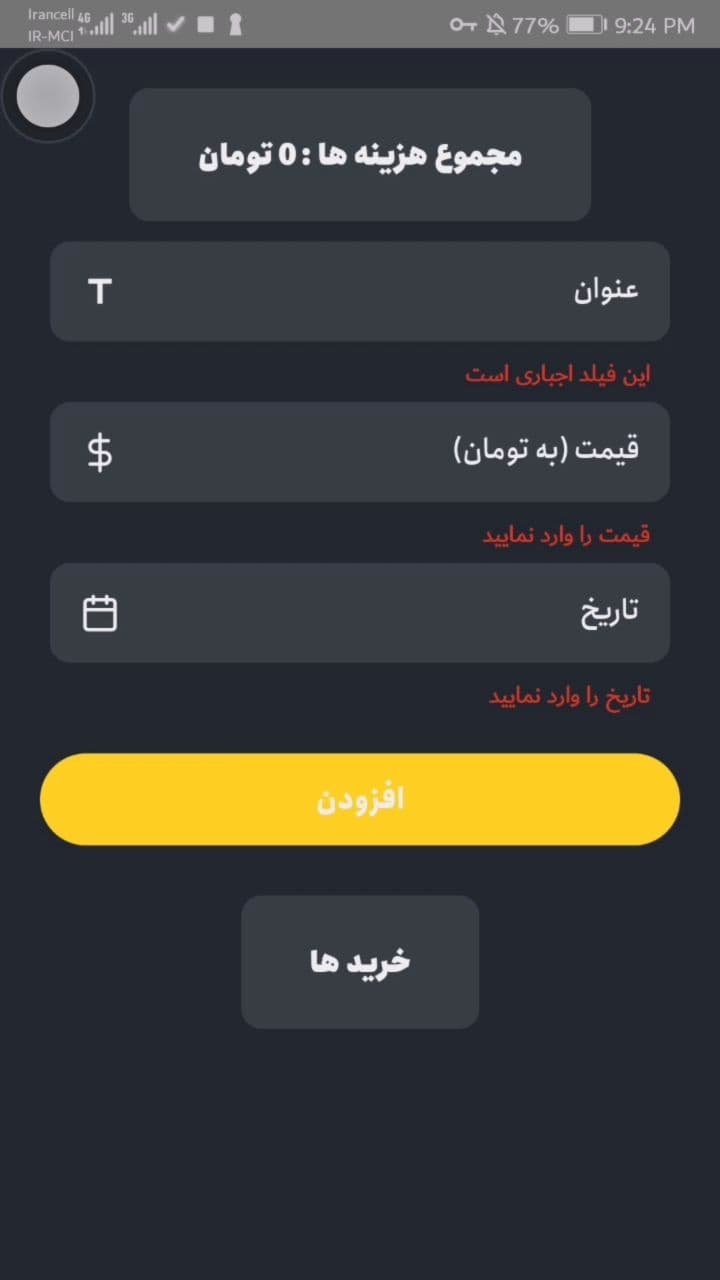 Irancell 4G 3G 77% 9:24 PM
IR-MCI
مجموع هزینه ها : 0 تومان
عنوان T
این فیلد اجباری است
قیمت (به تومان) $
قیمت را وارد نمایید
تاریخ
تاریخ را وارد نمایید
افزودن
خرید ها